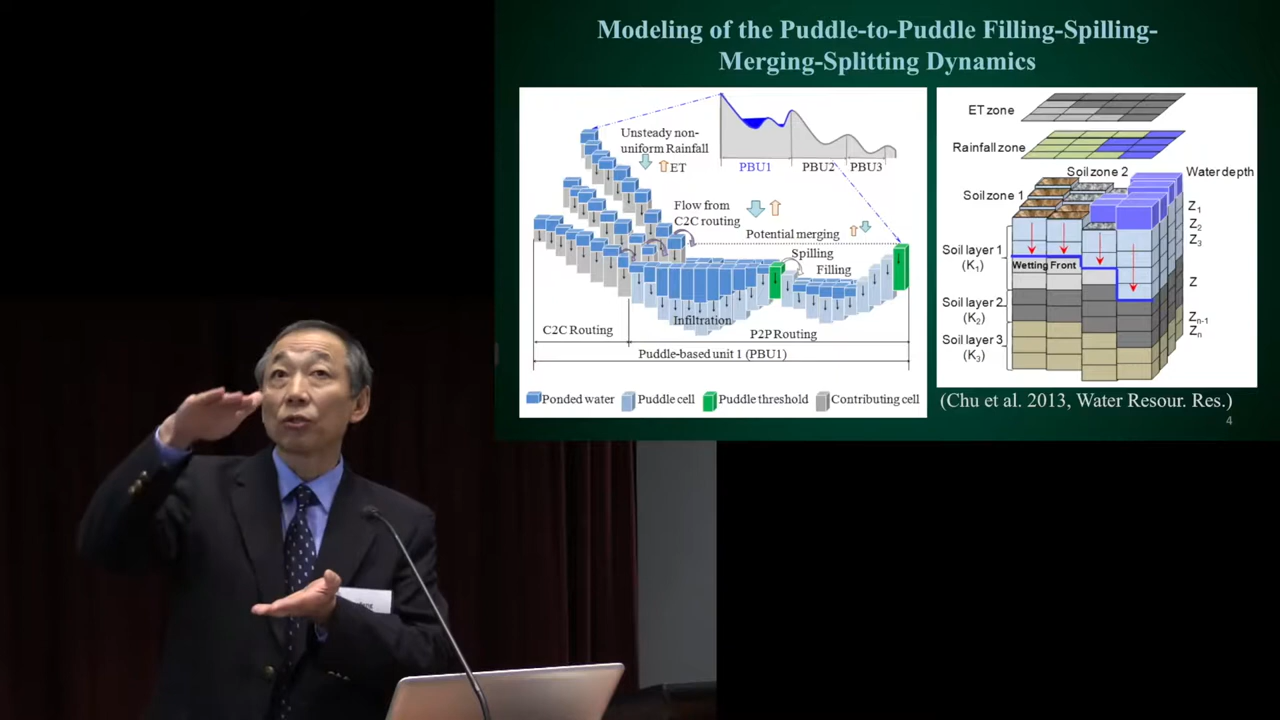 Modeling of the Puddle-to-Puddle Filling-Spilling-
Merging-Splitting Dynamics
Unsteady non-
uniform Rainfall
ET
PBU1
PBU2
PBU3
Flow from
C2C routing
Potential merging
Spilling
Filling
Infiltration
C2C Routing
P2P Routing
Puddle-based unit 1 (PBU1)
Ponded water
Puddle cell
Puddle threshold
Contributing cell
ET zone
Rainfall zone
Soil zone 2
Water depth
Soil zone 1
Z1
Z2
Z3
Soil layer 1
(K1)
Wetting Front
Z
Soil layer 2
(K2)
Zn-1
Zn
Soil layer 3
(K3)
(Chu et al. 2013, Water Resour. Res.)
4